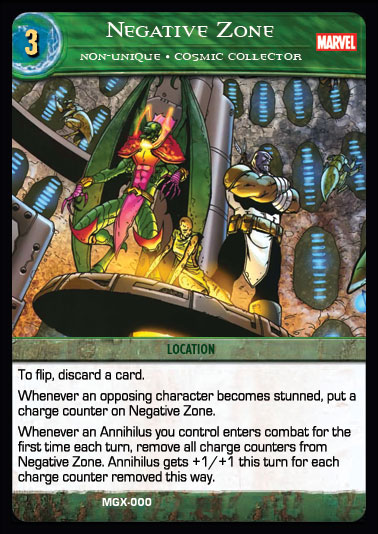 3
Negative Zone
MARVEL
NON-UNIQUE • COSMIC COLLECTOR
LOCATION
To flip, discard a card.
Whenever an opposing character becomes stunned, put a
charge counter on Negative Zone.
Whenever an Annihilus you control enters combat for the
first time each turn, remove all charge counters from
Negative Zone. Annihilus gets +1/+1 this turn for each
charge counter removed this way.
MGX-000